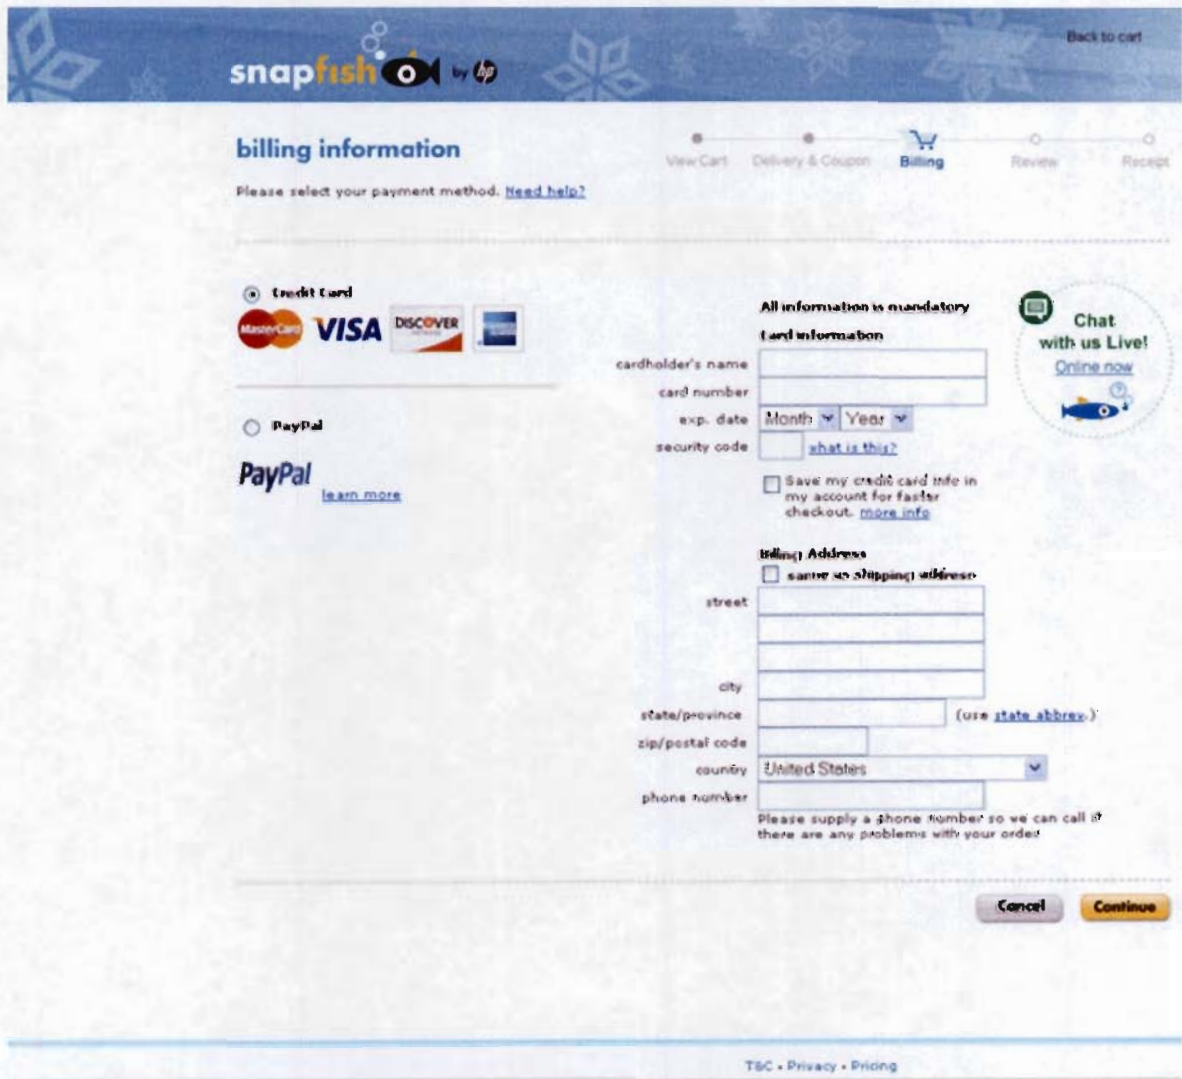 Back to cart
snapfish by hp
billing information
View Cart Delivery & Coupon Billing Review Receipt
Please select your payment method. Need help?
Credit Card
MasterCard VISA DISCOVER
PayPal
PayPal learn more
All information is mandatory
Card information
cardholder's name
card number
exp. date Month Year
security code what is this?
Save my credit card info in
my account for faster
checkout. more info
Chat
with us Live!
Online now
Billing Address
same as shipping address
street
city
state/province (use state abbrev.)
zip/postal code
country United States
phone number
Please supply a phone number so we can call if
there are any problems with your order
Cancel Continue
T&C • Privacy • Pricing